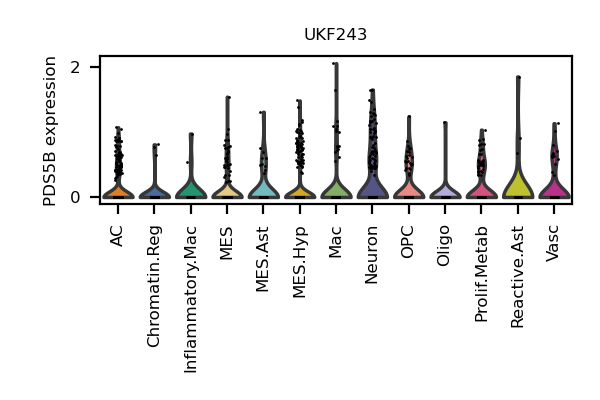 UKF243
PDS5B expression
2
0
AC
Chromatin.Reg
Inflammatory.Mac
MES
MES.Ast
MES.Hyp
Mac
Neuron
OPC
Oligo
Prolif.Metab
Reactive.Ast
Vasc